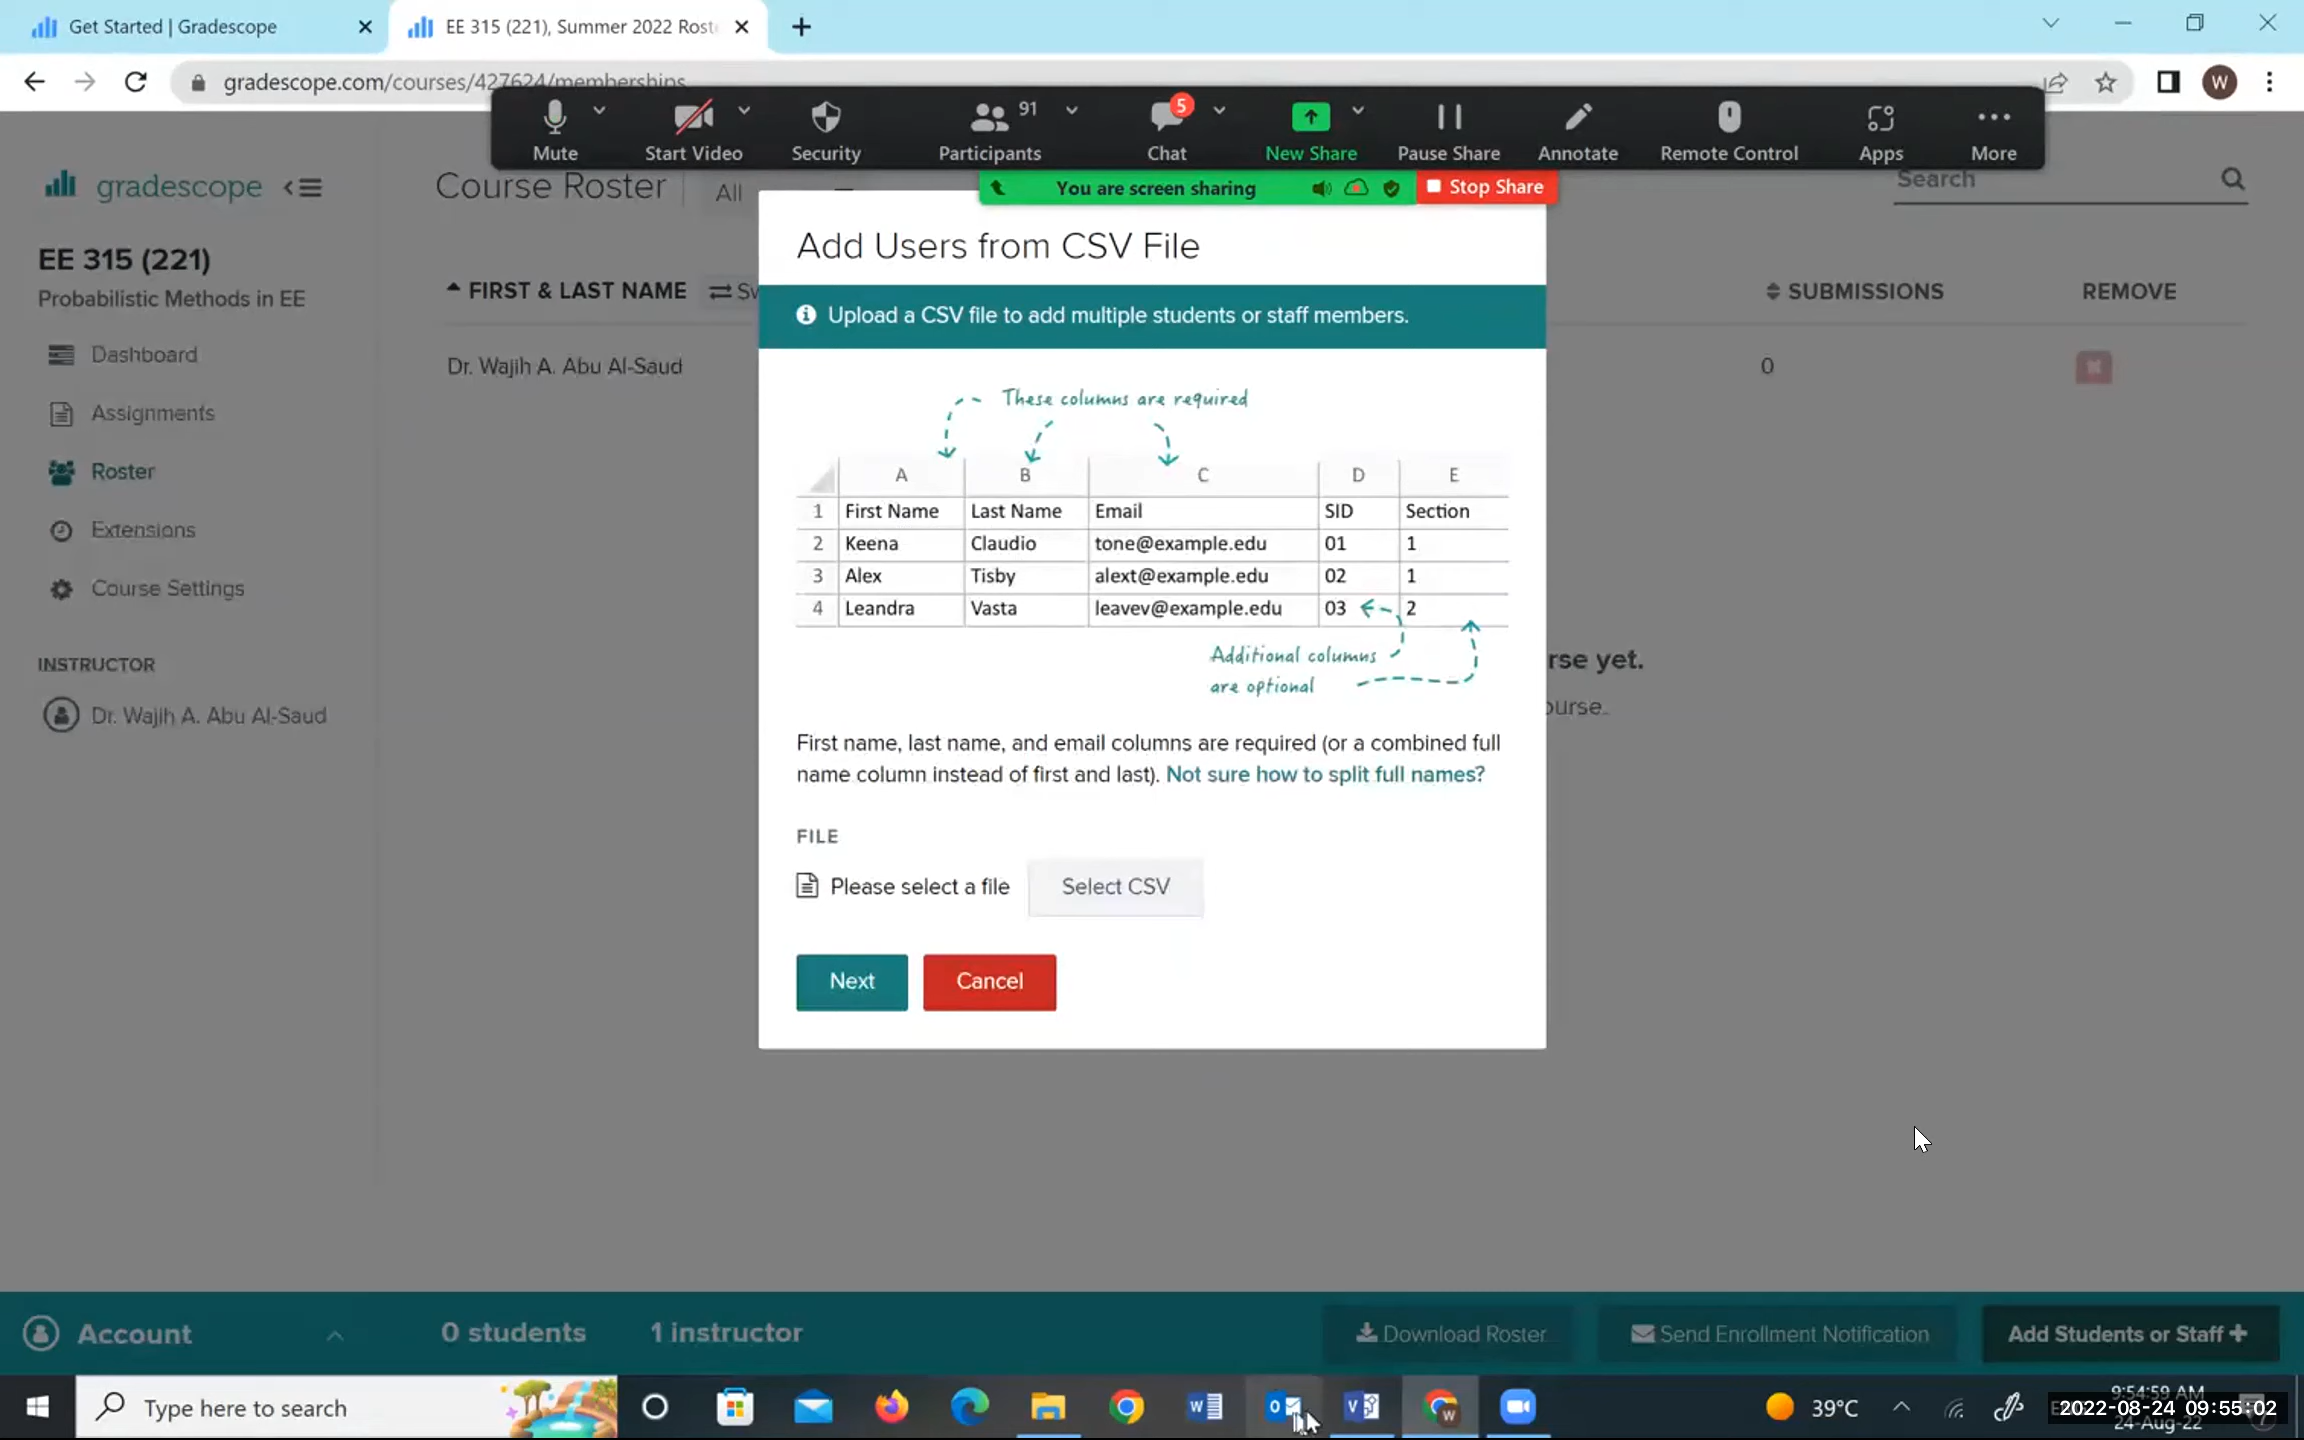 Get Started | Gradescope
EE 315 (221), Summer 2022 Rost
gradescope.com/courses/427624/memberships
W
Mute
Start Video
Security
91
Participants
5
Chat
New Share
Pause Share
Annotate
Remote Control
Apps
More
You are screen sharing
Stop Share
gradescope
Course Roster
All
Search
EE 315 (221)
Probabilistic Methods in EE
Dashboard
Assignments
Roster
Extensions
Course Settings
INSTRUCTOR
Dr. Wajih A. Abu Al-Saud
FIRST & LAST NAME
Sw
SUBMISSIONS
REMOVE
Dr. Wajih A. Abu Al-Saud
0
Add Users from CSV File
Upload a CSV file to add multiple students or staff members.
These columns are required
A B C D E
1 First Name Last Name Email SID Section
2 Keena Claudio tone@example.edu 01 1
3 Alex Tisby alext@example.edu 02 1
4 Leandra Vasta leavev@example.edu 03 2
Additional columns
are optional
rse yet.
ourse.
First name, last name, and email columns are required (or a combined full
name column instead of first and last). Not sure how to split full names?
FILE
Please select a file
Select CSV
Next
Cancel
Account
0 students
1 instructor
Download Roster
Send Enrollment Notification
Add Students or Staff +
Type here to search
39°C
9:54:59 AM
2022-08-24 09:55:02
24-Aug-22